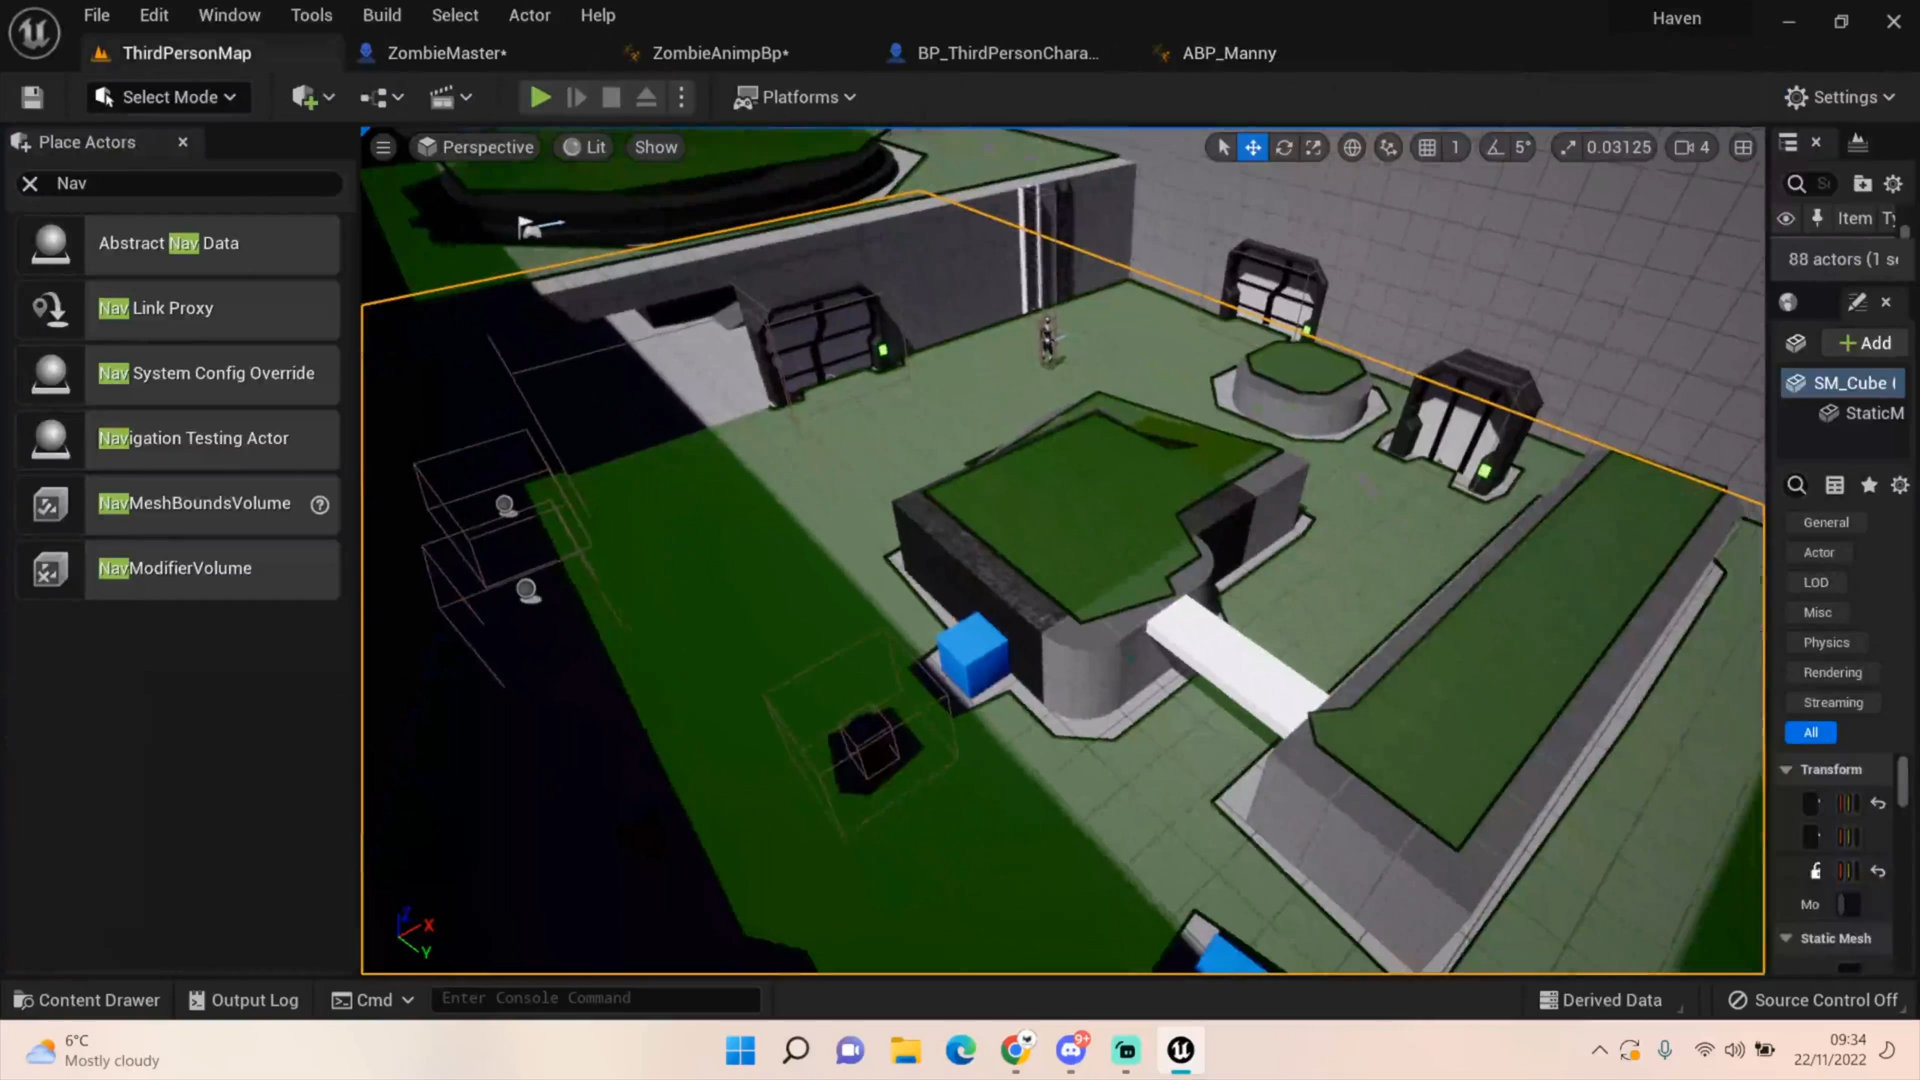 File Edit Window Tools Build Select Actor Help
Haven
ThirdPersonMap
ZombieMaster*
ZombieAnimpBp*
BP_ThirdPersonChara...
ABP_Manny
Select Mode
Platforms
Settings
Place Actors
Perspective
Lit
Show
1
5°
0.03125
4
Nav
Item
Abstract Nav Data
88 actors (1 s
Nav Link Proxy
Add
Nav System Config Override
SM_Cube (
StaticM
Navigation Testing Actor
NavMeshBoundsVolume
General
Actor
NavModifierVolume
LOD
Misc
Physics
Rendering
Streaming
All
Transform
Mo
Z
X
Y
Static Mesh
Content Drawer
Output Log
Cmd
Enter Console Command
Derived Data
Source Control Off
6°C
Mostly cloudy
9+
09:34
22/11/2022